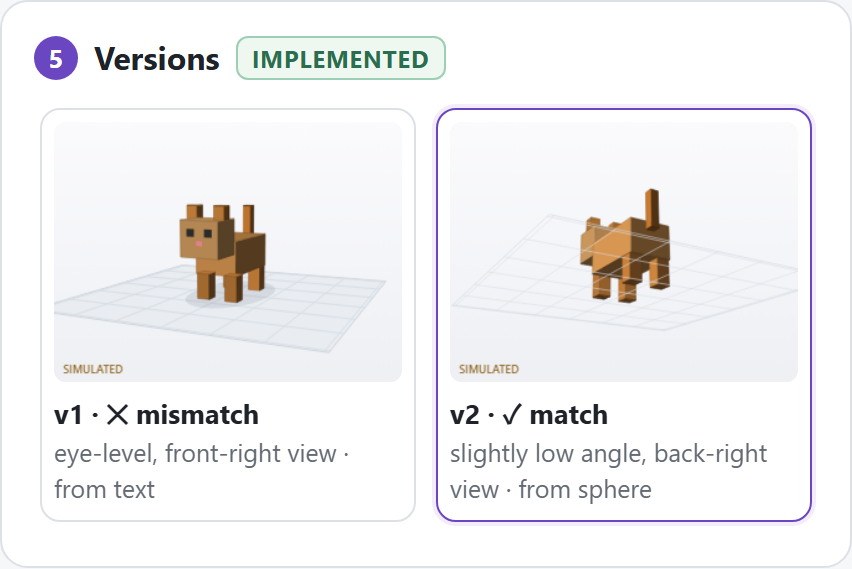 5 Versions IMPLEMENTED
SIMULATED
v1 · ✕ mismatch
eye-level, front-right view ·
from text
SIMULATED
v2 · ✓ match
slightly low angle, back-right
view · from sphere